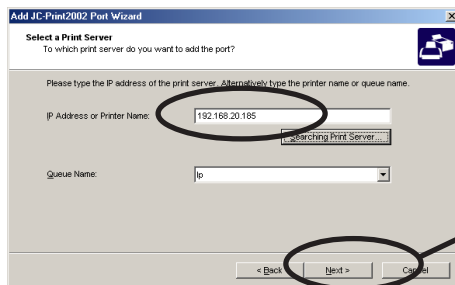 Add JC-Print2002 Port Wizard
Select a Print Server
To which print server do you want to add the port?
Please type the IP address of the print server. Alternatively type the printer name or queue name.
IP Address or Printer Name: 192.168.20.185
Searching Print Server...
Queue Name: lp
< Back Next > Cancel